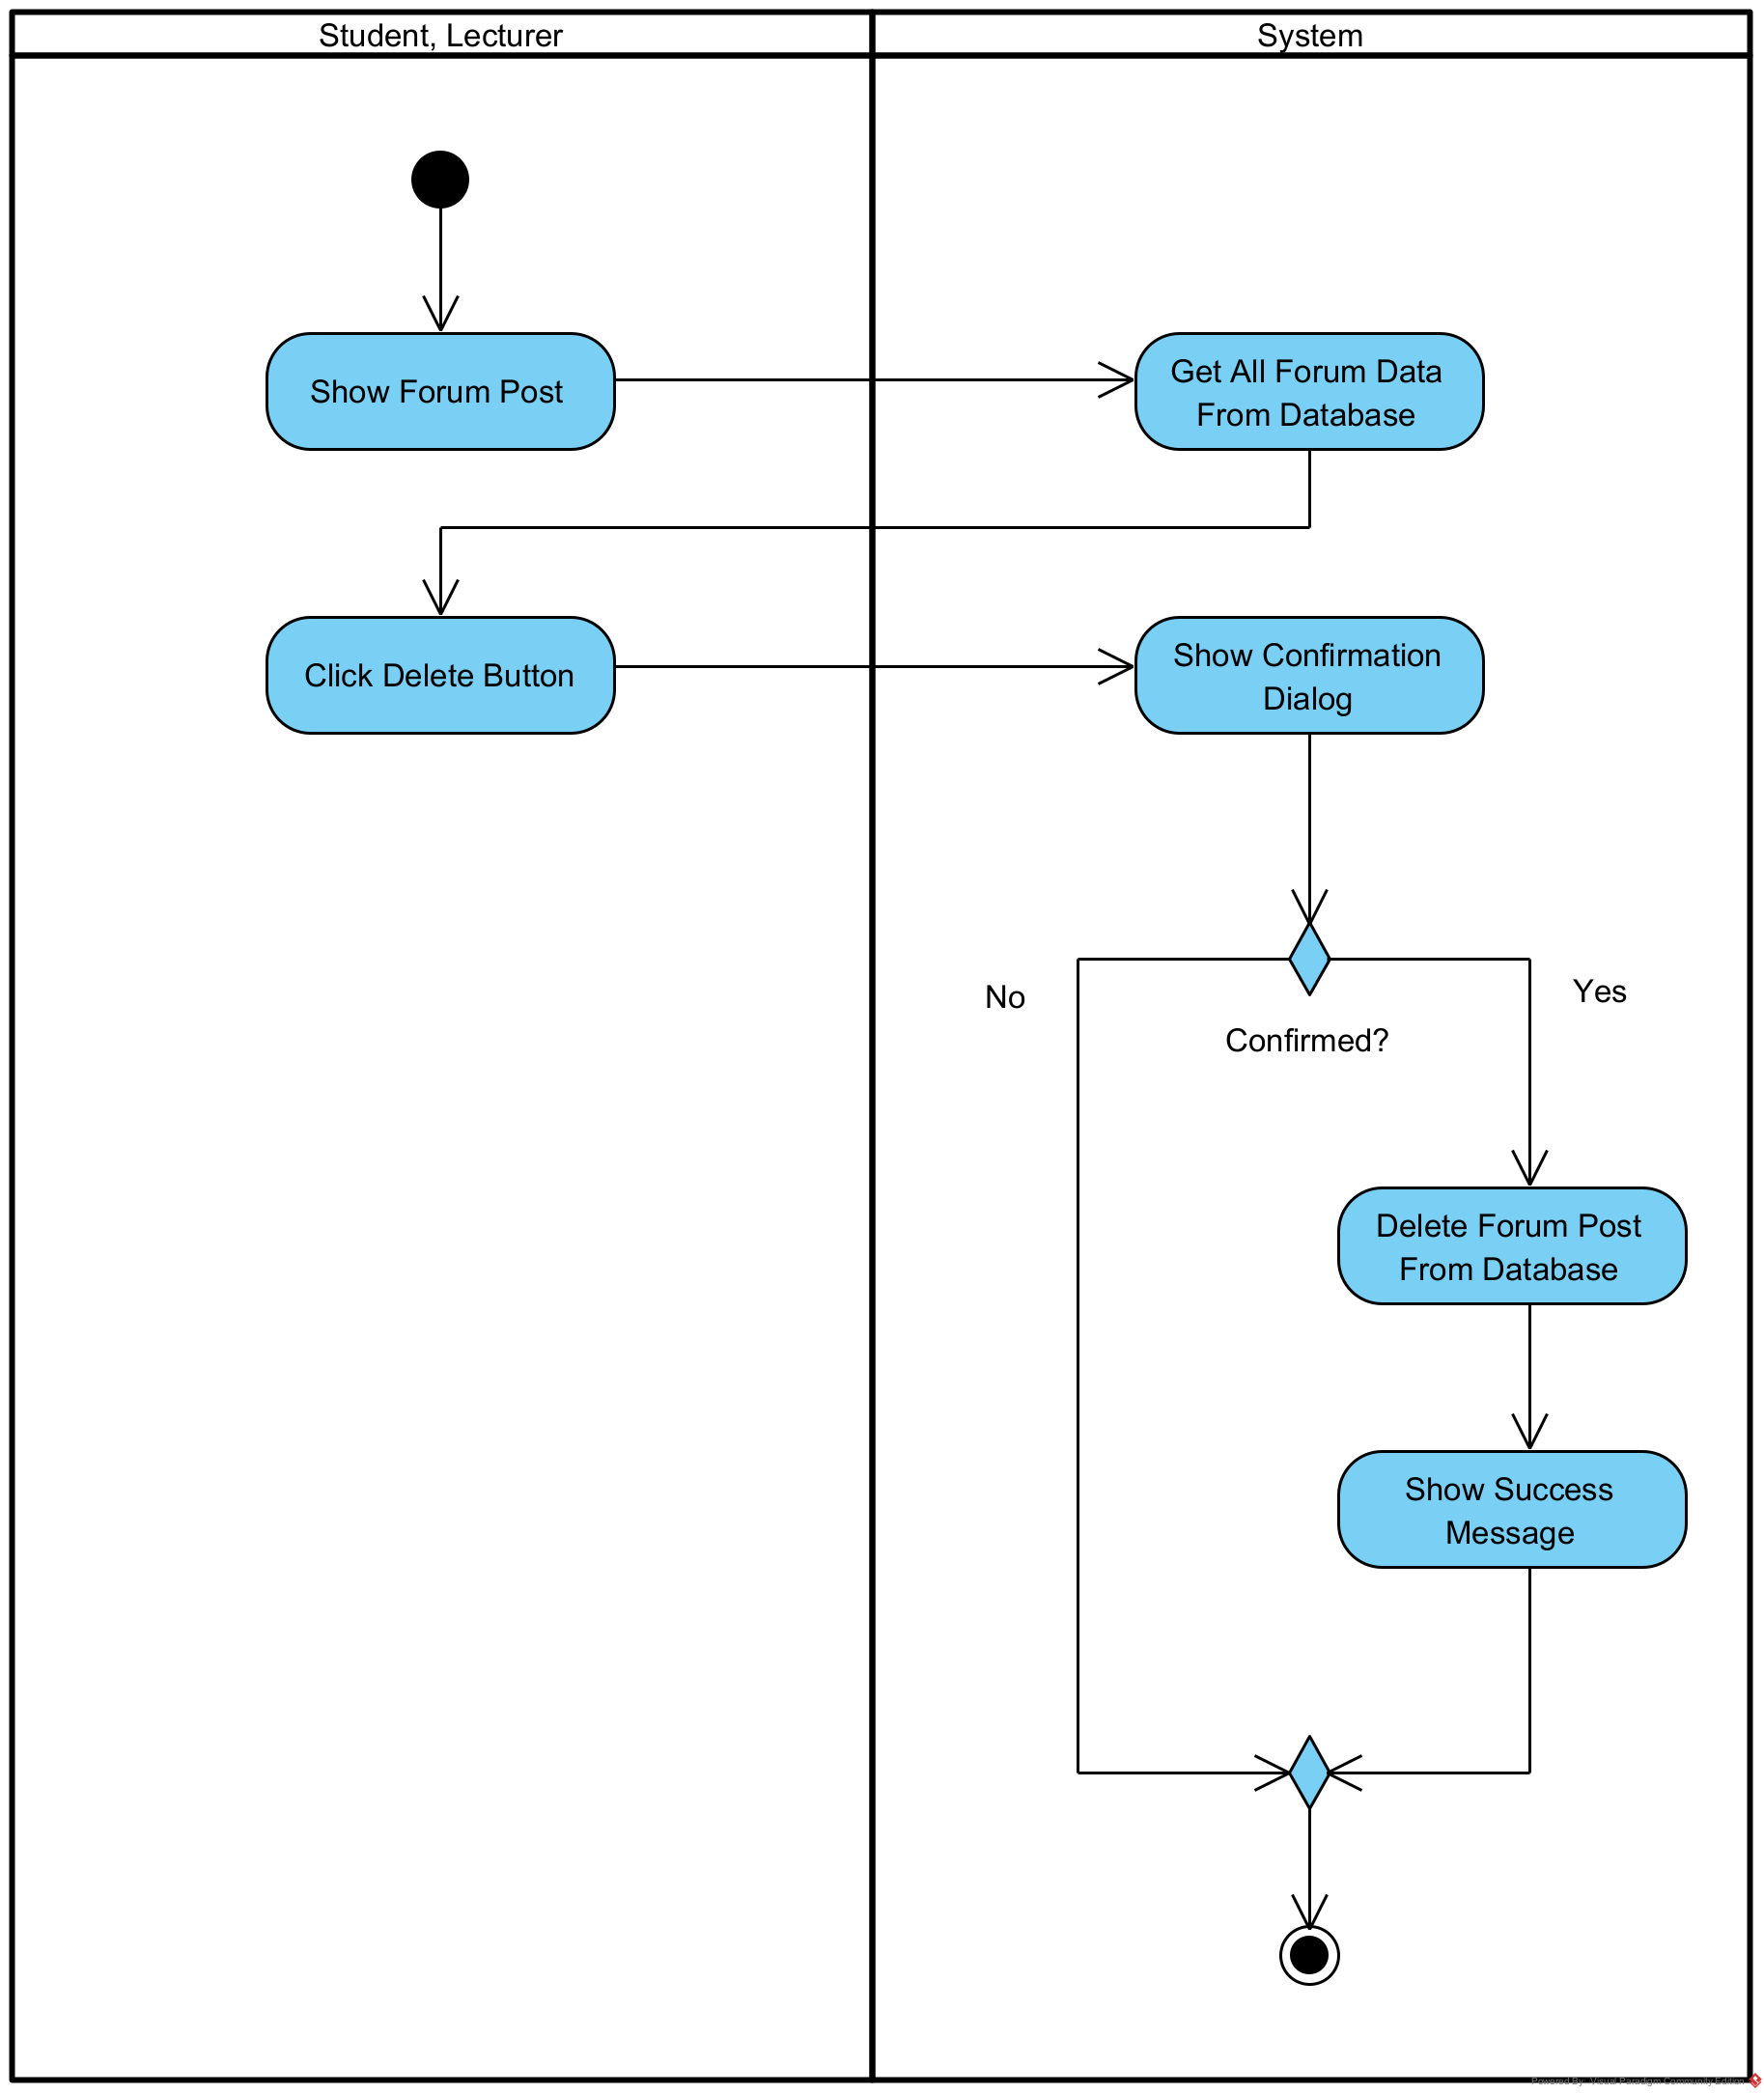 Student, Lecturer
System
Show Forum Post
Get All Forum Data
From Database
Click Delete Button
Show Confirmation
Dialog
No
Yes
Confirmed?
Delete Forum Post
From Database
Show Success
Message
Powered By Visual Paradigm Community Edition